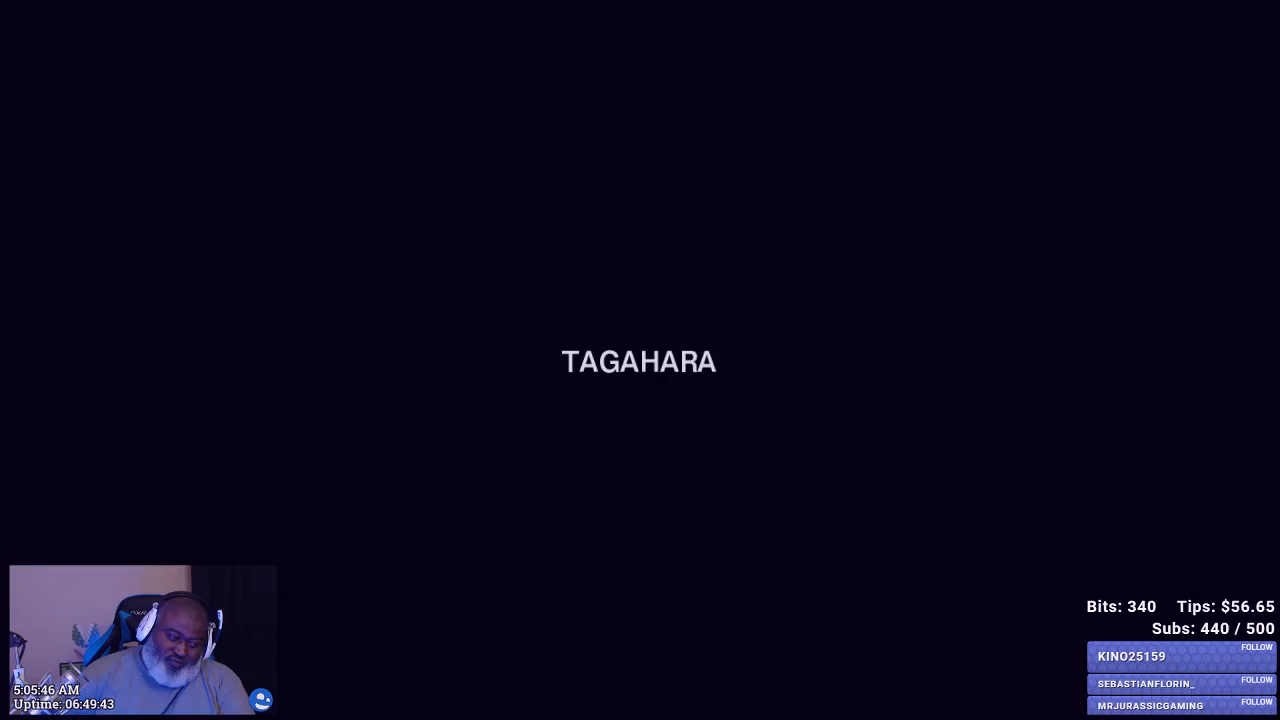 TAGAHARA
Bits: 340 Tips: $56.65
Subs: 440 / 500
FOLLOW
KINO25159
FOLLOW
SEBASTIANFLORIN_
FOLLOW
MRJURASSICGAMING
5:05:46 AM
Uptime: 06:49:43